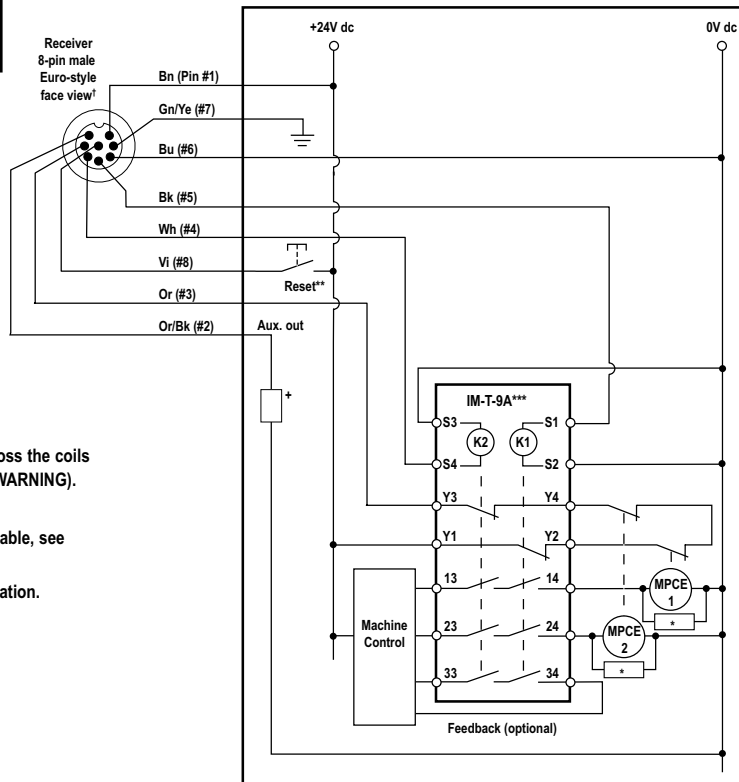 +24V dc
0V dc
Receiver
8-pin male
Euro-style
face view†
Bn (Pin #1)
Gn/Ye (#7)
Bu (#6)
Bk (#5)
Wh (#4)
Vi (#8)
Reset**
Or (#3)
Or/Bk (#2)
Aux. out
+
IM-T-9A***
S3
K2
K1
S1
S4
S2
Y3
Y4
Y1
Y2
13
14
MPCE
1
*
Machine
Control
23
24
MPCE
2
*
33
34
Feedback (optional)
oss the coils
WARNING).
able, see
ation.